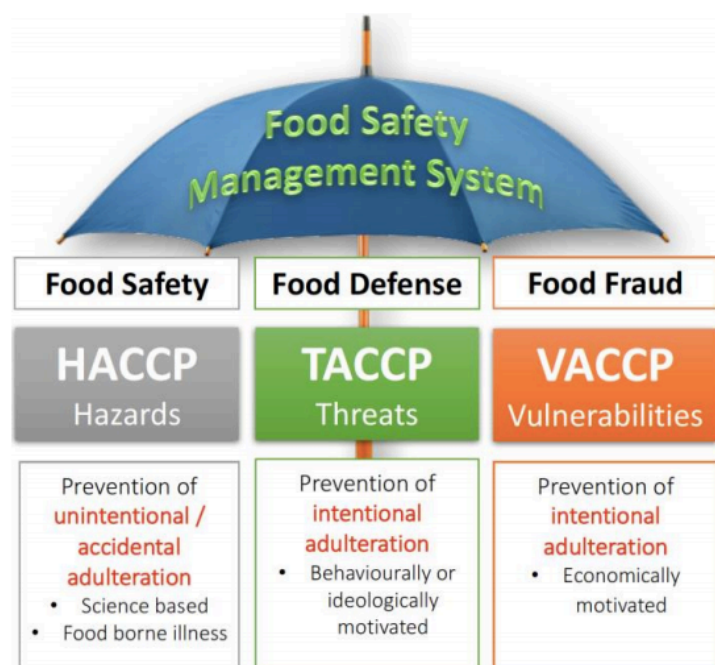 Food Safety
Management System
Food Safety
Food Defense
Food Fraud
HACCP
Hazards
TACCP
Threats
VACCP
Vulnerabilities
Prevention of
unintentional /
accidental
adulteration
• Science based
• Food borne illness
Prevention of
intentional
adulteration
• Behaviourally or
ideologically
motivated
Prevention of
intentional
adulteration
• Economically
motivated